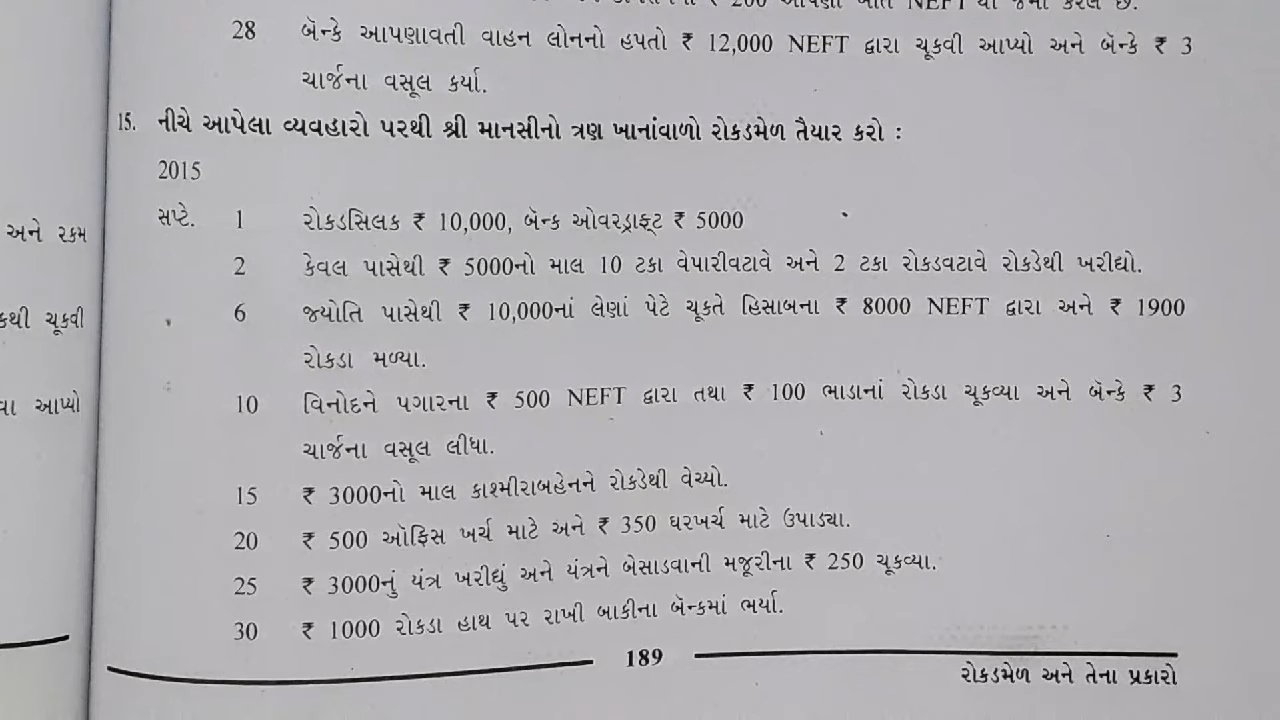 ₹ 200 આપણા ખાતે NEFT થી જમા કરેલ છે.
28 બૅન્કે આપણાવતી વાહન લોનનો હપતો ₹ 12,000 NEFT દ્વારા ચૂકવી આપ્યો અને બૅન્કે ₹ 3
ચાર્જના વસૂલ કર્યા.
15. નીચે આપેલા વ્યવહારો પરથી શ્રી માનસીનો ત્રણ ખાનાંવાળો રોકડમેળ તૈયાર કરો :
2015
સપ્ટે. 1 રોકડસિલક ₹ 10,000, બૅન્ક ઓવરડ્રાફ્ટ ₹ 5000
2 કેવલ પાસેથી ₹ 5000નો માલ 10 ટકા વેપારીવટાવે અને 2 ટકા રોકડવટાવે રોકડેથી ખરીદ્યો.
6 જ્યોતિ પાસેથી ₹ 10,000નાં લેણાં પેટે ચૂકતે હિસાબના ₹ 8000 NEFT દ્વારા અને ₹ 1900
રોકડા મળ્યા.
10 વિનોદને પગારના ₹ 500 NEFT દ્વારા તથા ₹ 100 ભાડાનાં રોકડા ચૂકવ્યા અને બૅન્કે ₹ 3
ચાર્જના વસૂલ લીધા.
15 ₹ 3000નો માલ કાશ્મીરાબહેનને રોકડેથી વેચ્યો.
20 ₹ 500 ઑફિસ ખર્ચ માટે અને ₹ 350 ઘરખર્ચ માટે ઉપાડ્યા.
25 ₹ 3000નું યંત્ર ખરીદ્યું અને યંત્રને બેસાડવાની મજૂરીના ₹ 250 ચૂકવ્યા.
30 ₹ 1000 રોકડા હાથ પર રાખી બાકીના બૅન્કમાં ભર્યા.
189
રોકડમેળ અને તેના પ્રકારો
અને રકમ
કથી ચૂકવી
વા આપ્યો